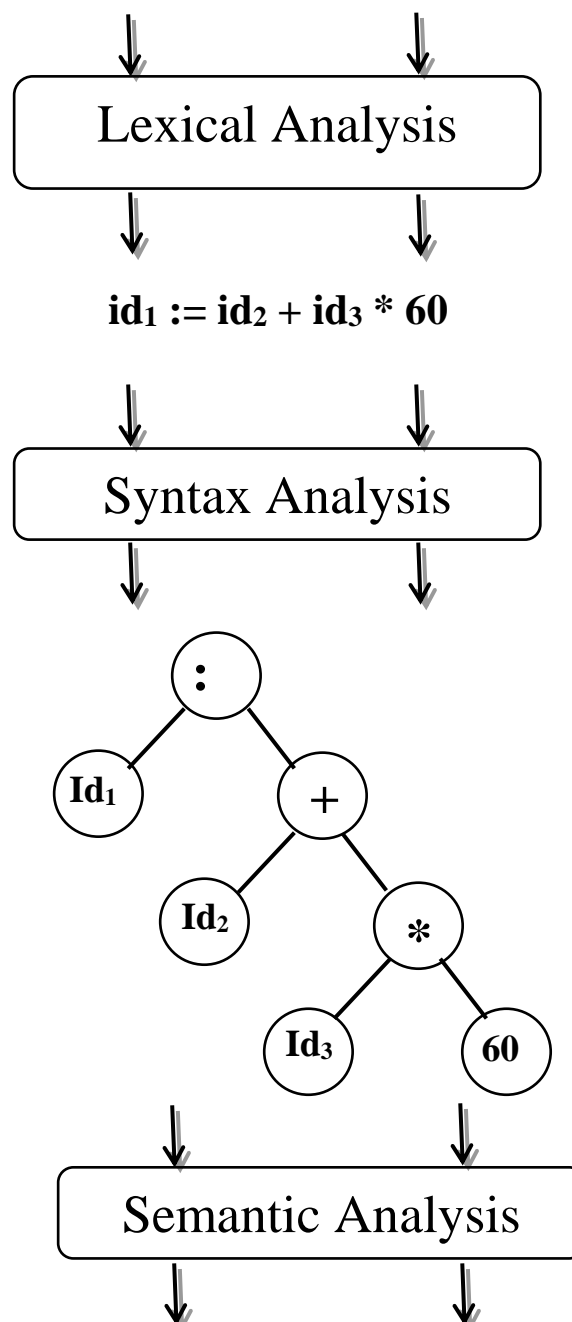 Lexical Analysis
id₁ := id₂ + id₃ * 60
Syntax Analysis
:
Id₁
+
Id₂
*
Id₃
60
Semantic Analysis